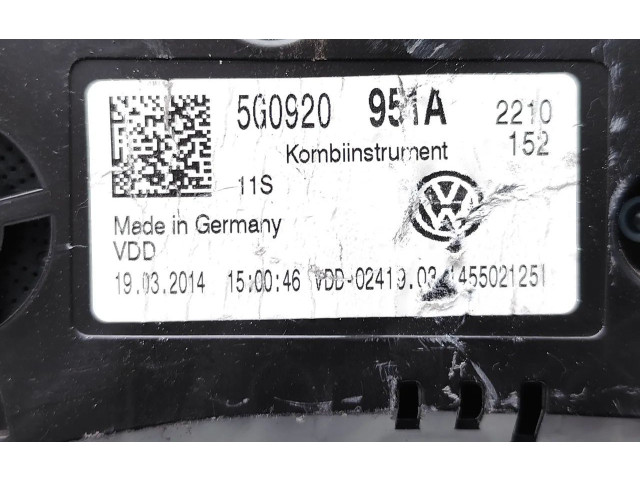 5G0920 951A 2210
Kombiinstrument 152
11S
Made in Germany
VDD
19.03.2014 15:00:46 VDD-02419.03 1455021251